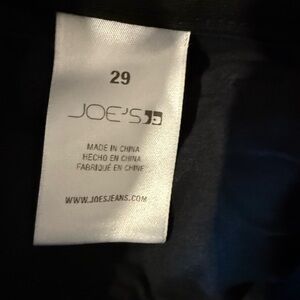 29
JOE'S
MADE IN CHINA
HECHO EN CHINA
FABRIQUÉ EN CHINE
WWW.JOESJEANS.COM